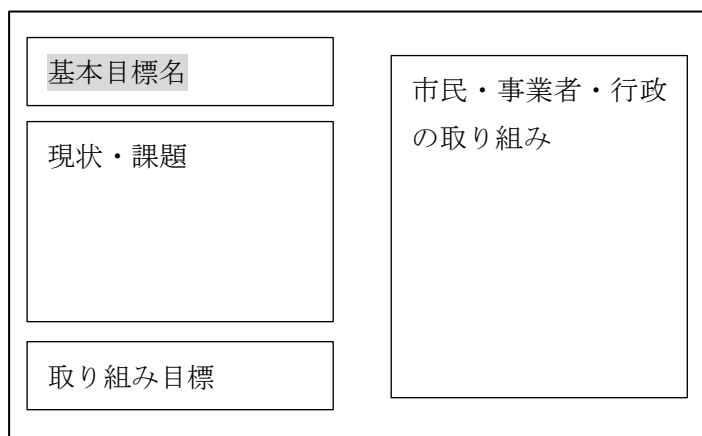 基本目標名
現状・課題
取り組み目標
市民・事業者・行政
の取り組み